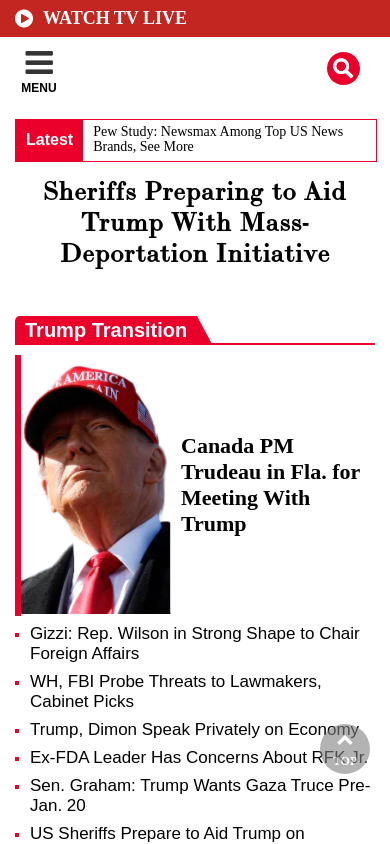 WATCH TV LIVE
MENU
Latest
Pew Study: Newsmax Among Top US News
Brands, See More
Sheriffs Preparing to Aid
Trump With Mass-
Deportation Initiative
Trump Transition
AMERICA
AGAIN
Canada PM
Trudeau in Fla. for
Meeting With
Trump
Gizzi: Rep. Wilson in Strong Shape to Chair
Foreign Affairs
WH, FBI Probe Threats to Lawmakers,
Cabinet Picks
Trump, Dimon Speak Privately on Economy
Ex-FDA Leader Has Concerns About RFK Jr.
TOP
Sen. Graham: Trump Wants Gaza Truce Pre-
Jan. 20
US Sheriffs Prepare to Aid Trump on